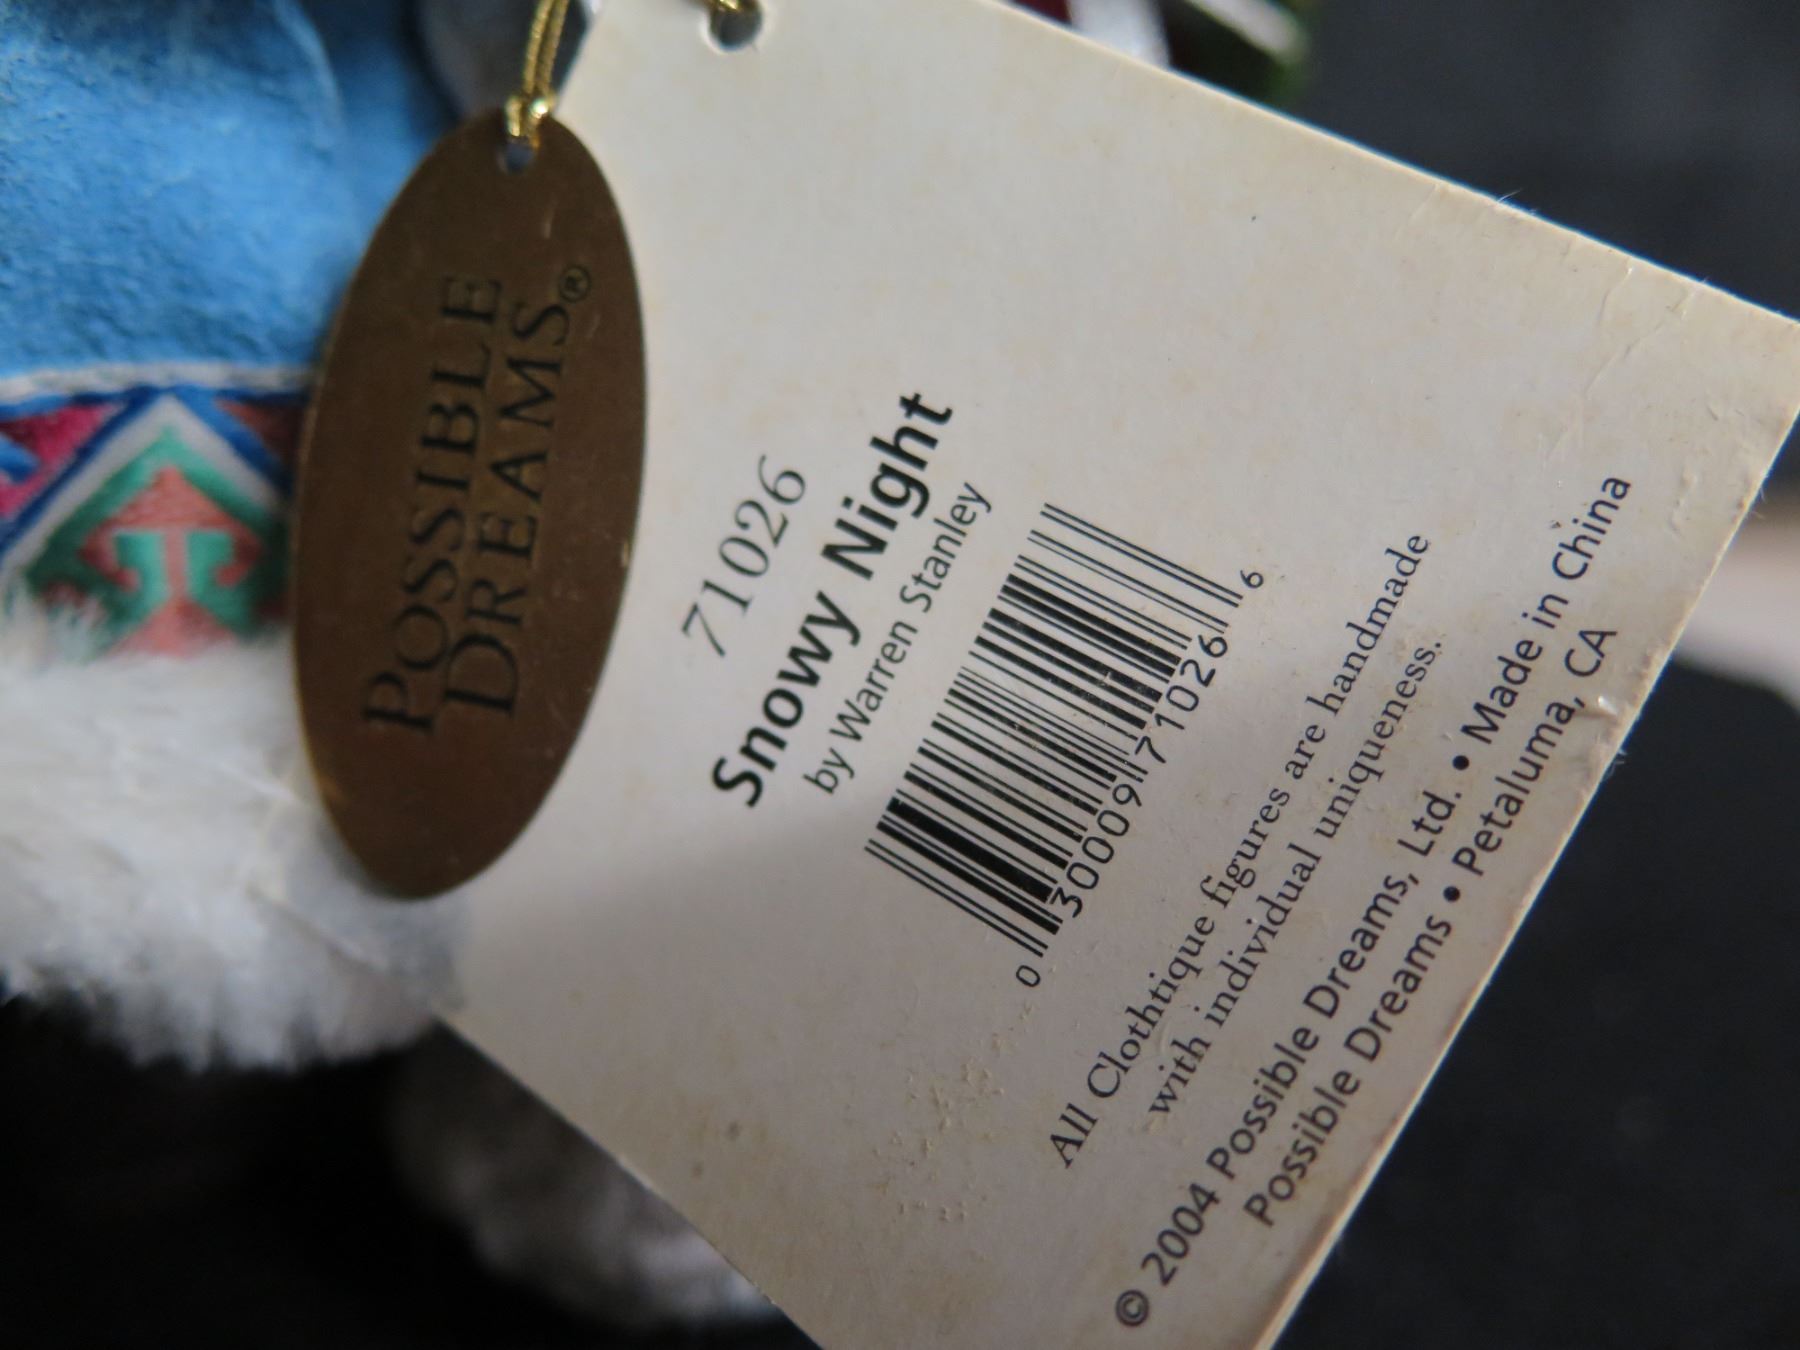 POSSIBLE
DREAMS®
71026
Snowy Night
by Warren Stanley
0 30009 71026 6
All Clothtique figures are handmade
with individual uniqueness.
© 2004 Possible Dreams, Ltd. • Made in China
Possible Dreams • Petaluma, CA